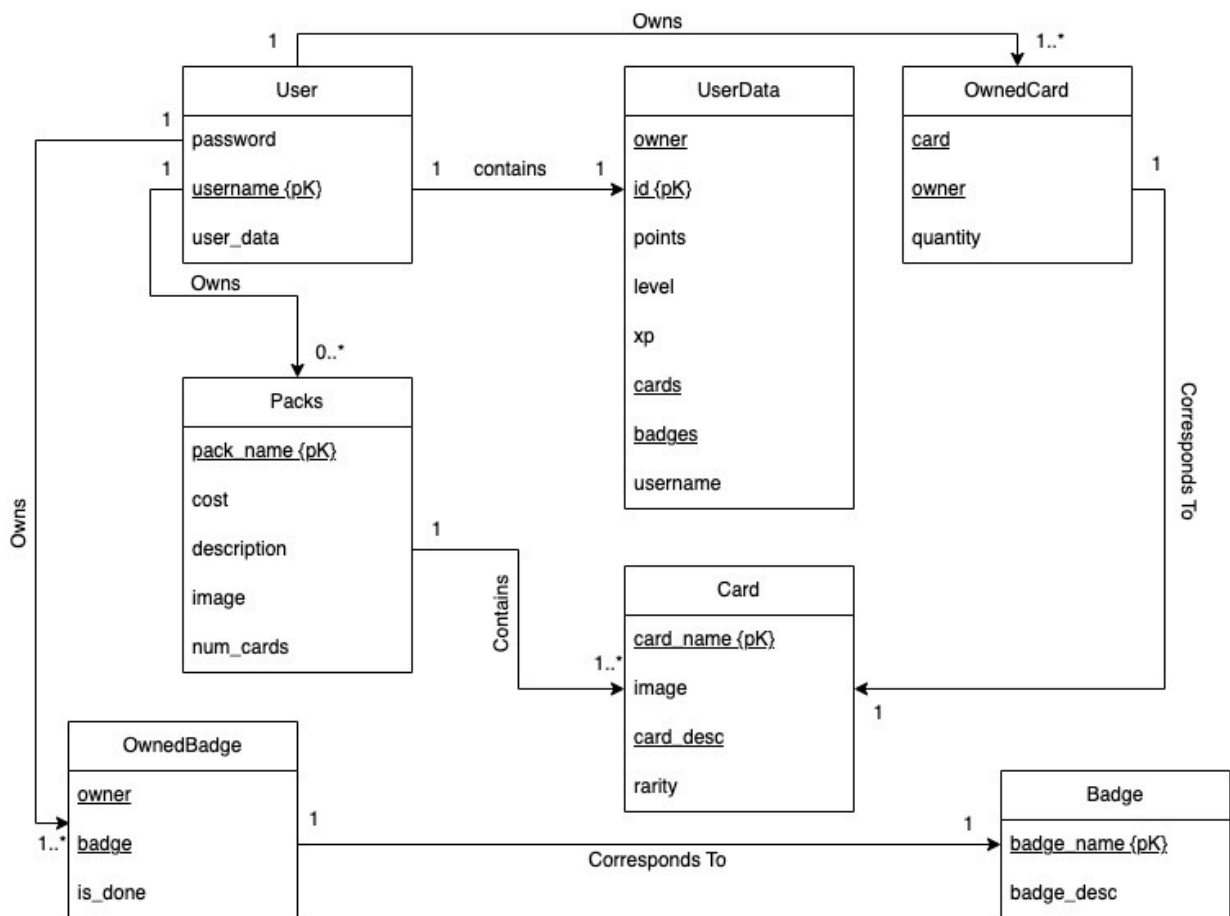 Owns
1
1..*
User
password
username {pK}
user_data
1
1
Owns
0..*
1
contains
1
UserData
owner
id {pK}
points
level
xp
cards
badges
username
OwnedCard
card
owner
quantity
1
Corresponds To
1
Packs
pack_name {pK}
cost
description
image
num_cards
1
Contains
1..*
Card
card_name {pK}
image
card_desc
rarity
Owns
1..*
OwnedBadge
owner
badge
is_done
1
Corresponds To
1
Badge
badge_name {pK}
badge_desc